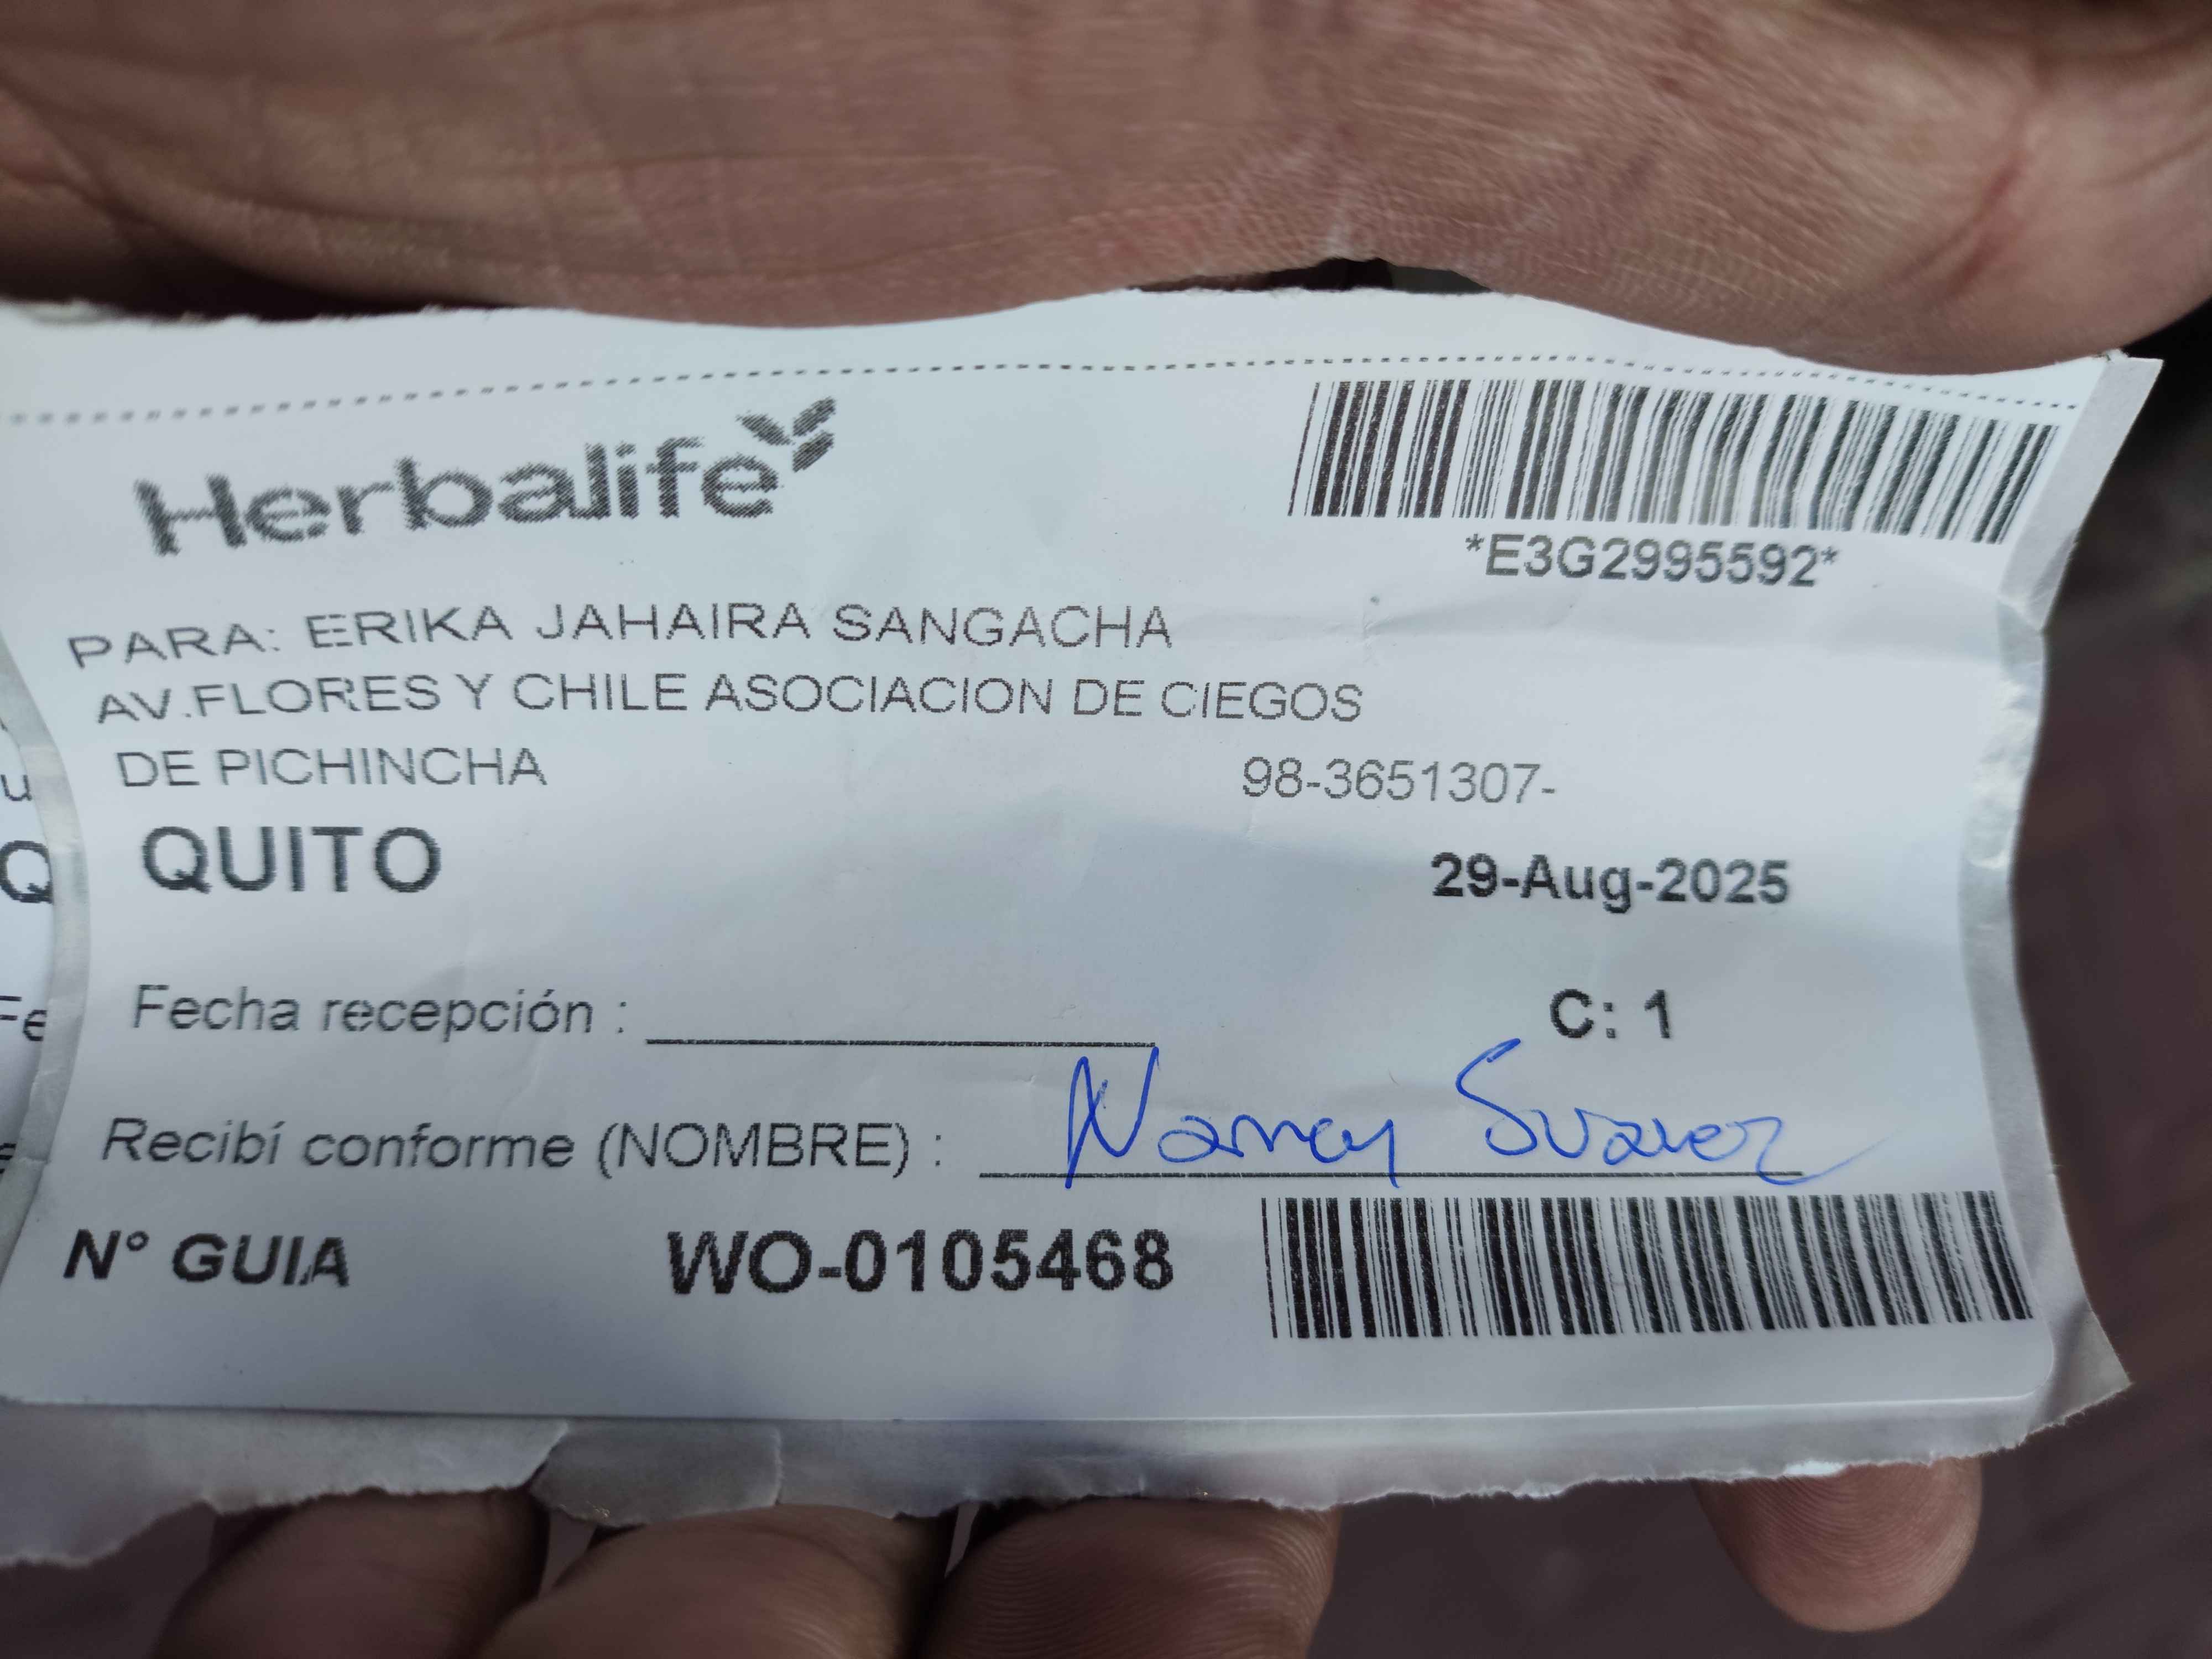 Herbalife
*E3G2995592*
PARA: ERIKA JAHAIRA SANGACHA
AV.FLORES Y CHILE ASOCIACION DE CIEGOS
DE PICHINCHA 98-3651307-
QUITO
29-Aug-2025
Fecha recepción :
C: 1
Recibí conforme (NOMBRE) : Nancy Suarez
N° GUIA WO-0105468